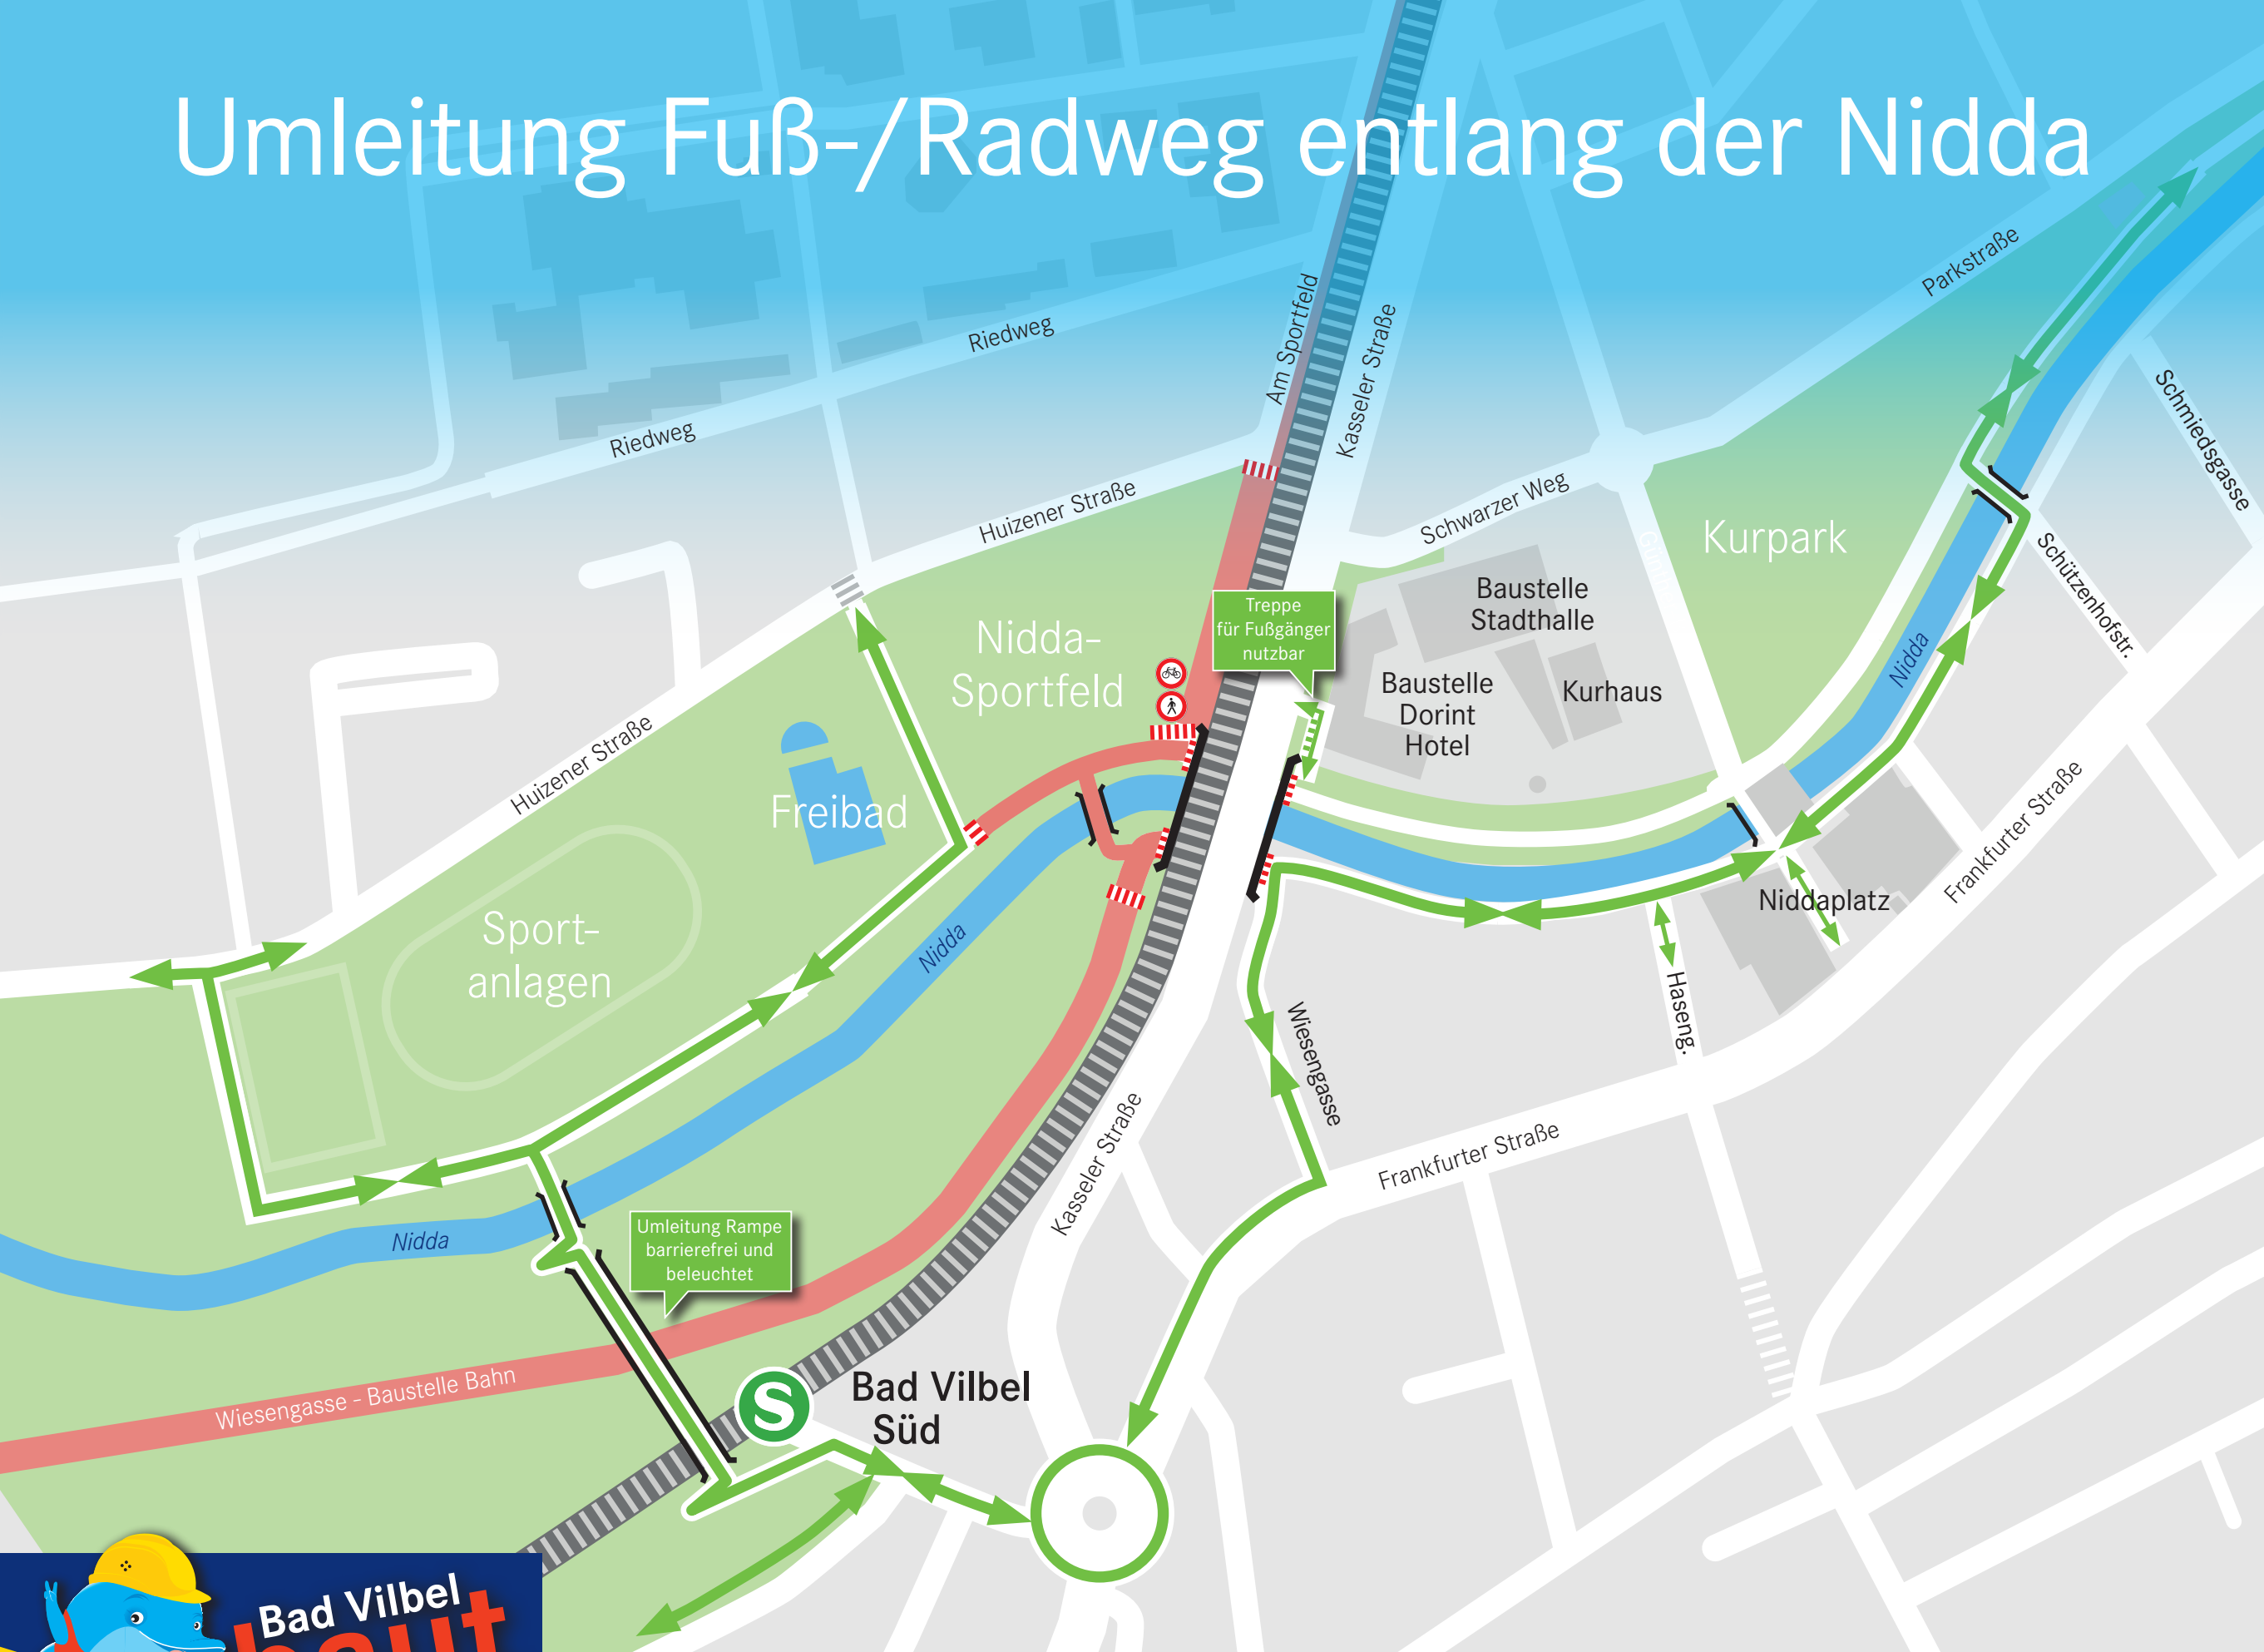 Umleitung Fuß-/Radweg entlang der Nidda
Parkstraße
Am Sportfeld
Kasseler Straße
Riedweg
Riedweg
Schmiedsgasse
Huizener Straße
Schwarzer Weg
Kurpark
Schützenhofstr.
Baustelle
Stadthalle
Treppe
für Fußgänger
nutzbar
Nidda-
Sportfeld
Nidda
Baustelle
Dorint
Hotel
Kurhaus
Huizener Straße
Freibad
Frankfurter Straße
Niddaplatz
Sport-
anlagen
Nidda
Haseng.
Wiesengasse
Kasseler Straße
Frankfurter Straße
Nidda
Umleitung Rampe
barrierefrei und
beleuchtet
Wiesengasse - Baustelle Bahn
S
Bad Vilbel
Süd
Bad Vilbel
baut